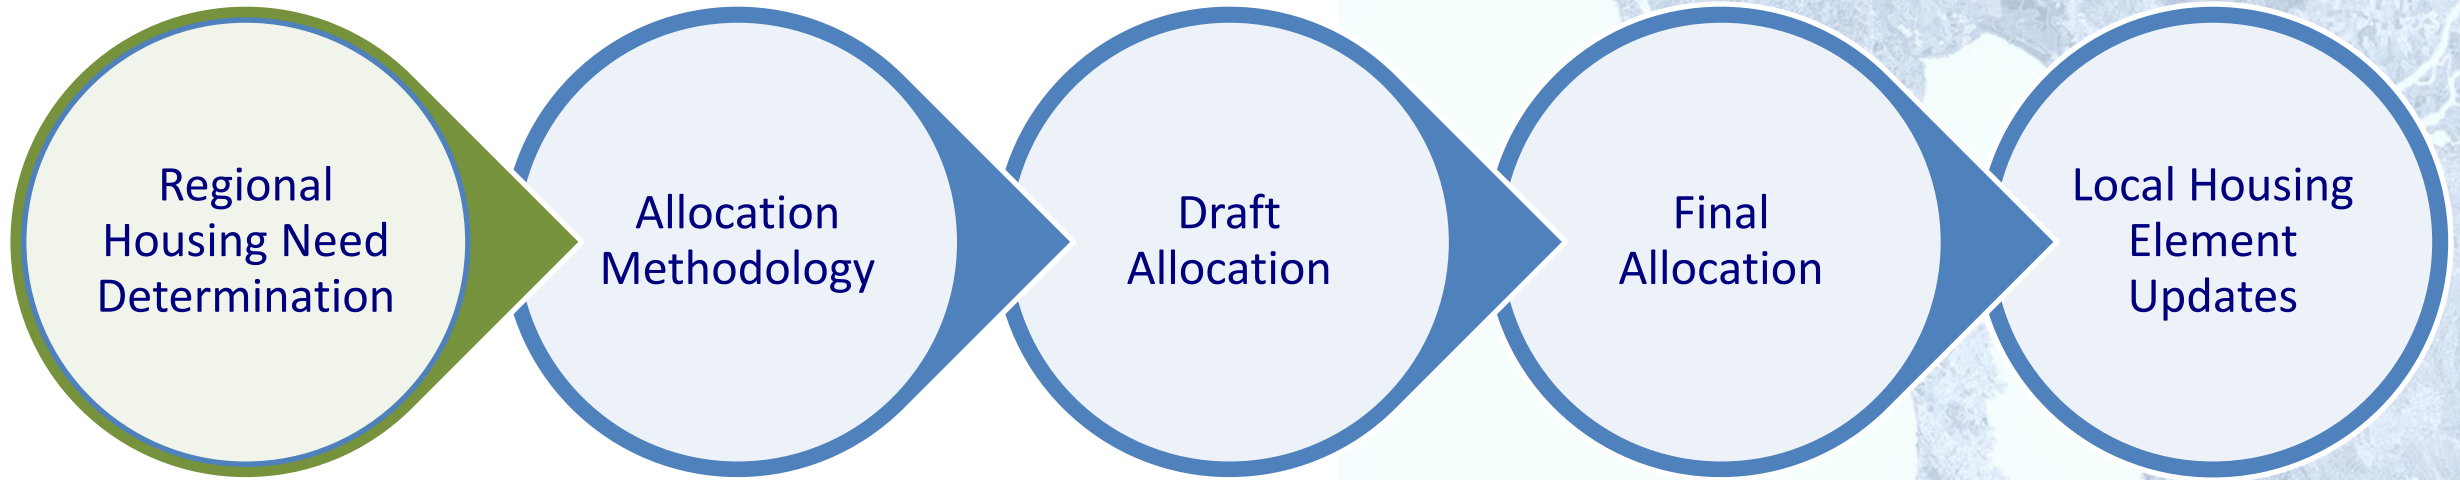 Regional
Housing Need
Determination
Allocation
Methodology
Draft
Allocation
Final
Allocation
Local Housing
Element
Updates